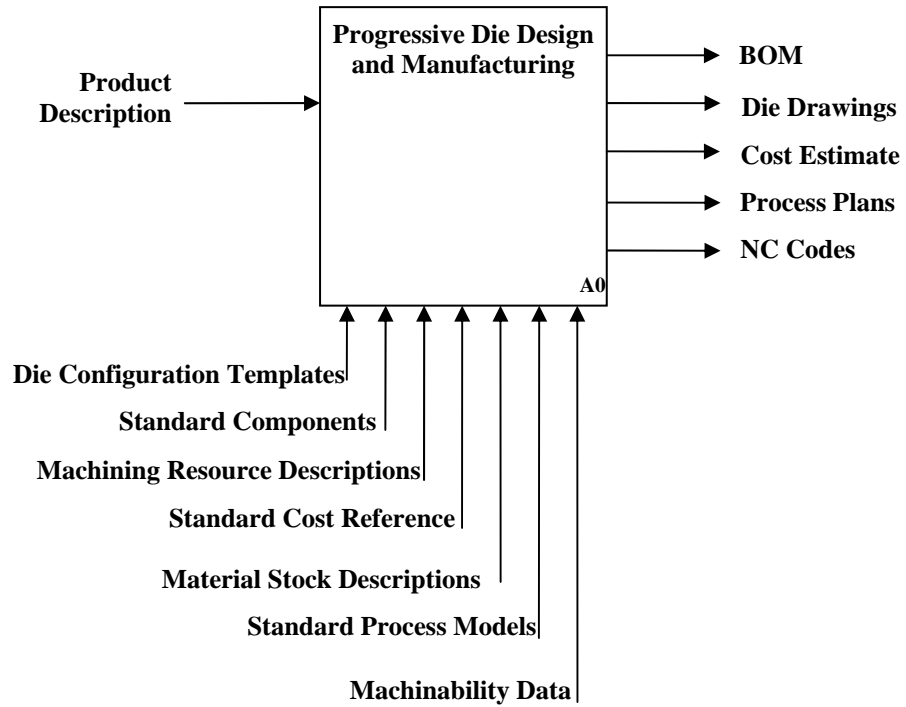 Progressive Die Design
and Manufacturing
Product
Description
BOM
Die Drawings
Cost Estimate
Process Plans
NC Codes
A0
Die Configuration Templates
Standard Components
Machining Resource Descriptions
Standard Cost Reference
Material Stock Descriptions
Standard Process Models
Machinability Data